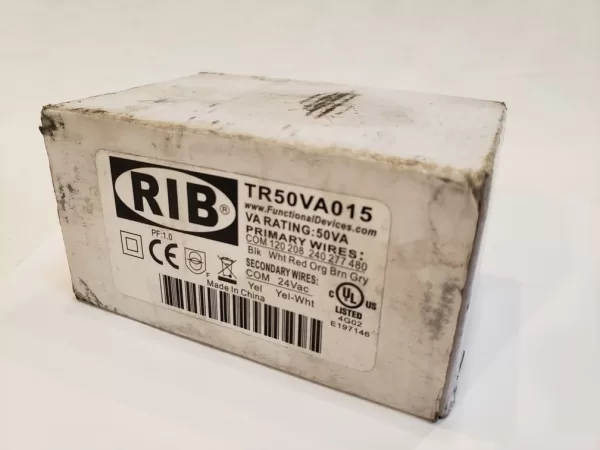 RIB®
TR50VA015
www.FunctionalDevices.com
VA RATING:50VA
PRIMARY WIRES:
COM 120 208 240 277 480
Blk Wht Red Org Brn Gry
PF:1.0
SECONDARY WIRES:
COM 24Vac
Yel Yel-Wht
Made In China
F
CE
C UL US
LISTED
4G02
E197146